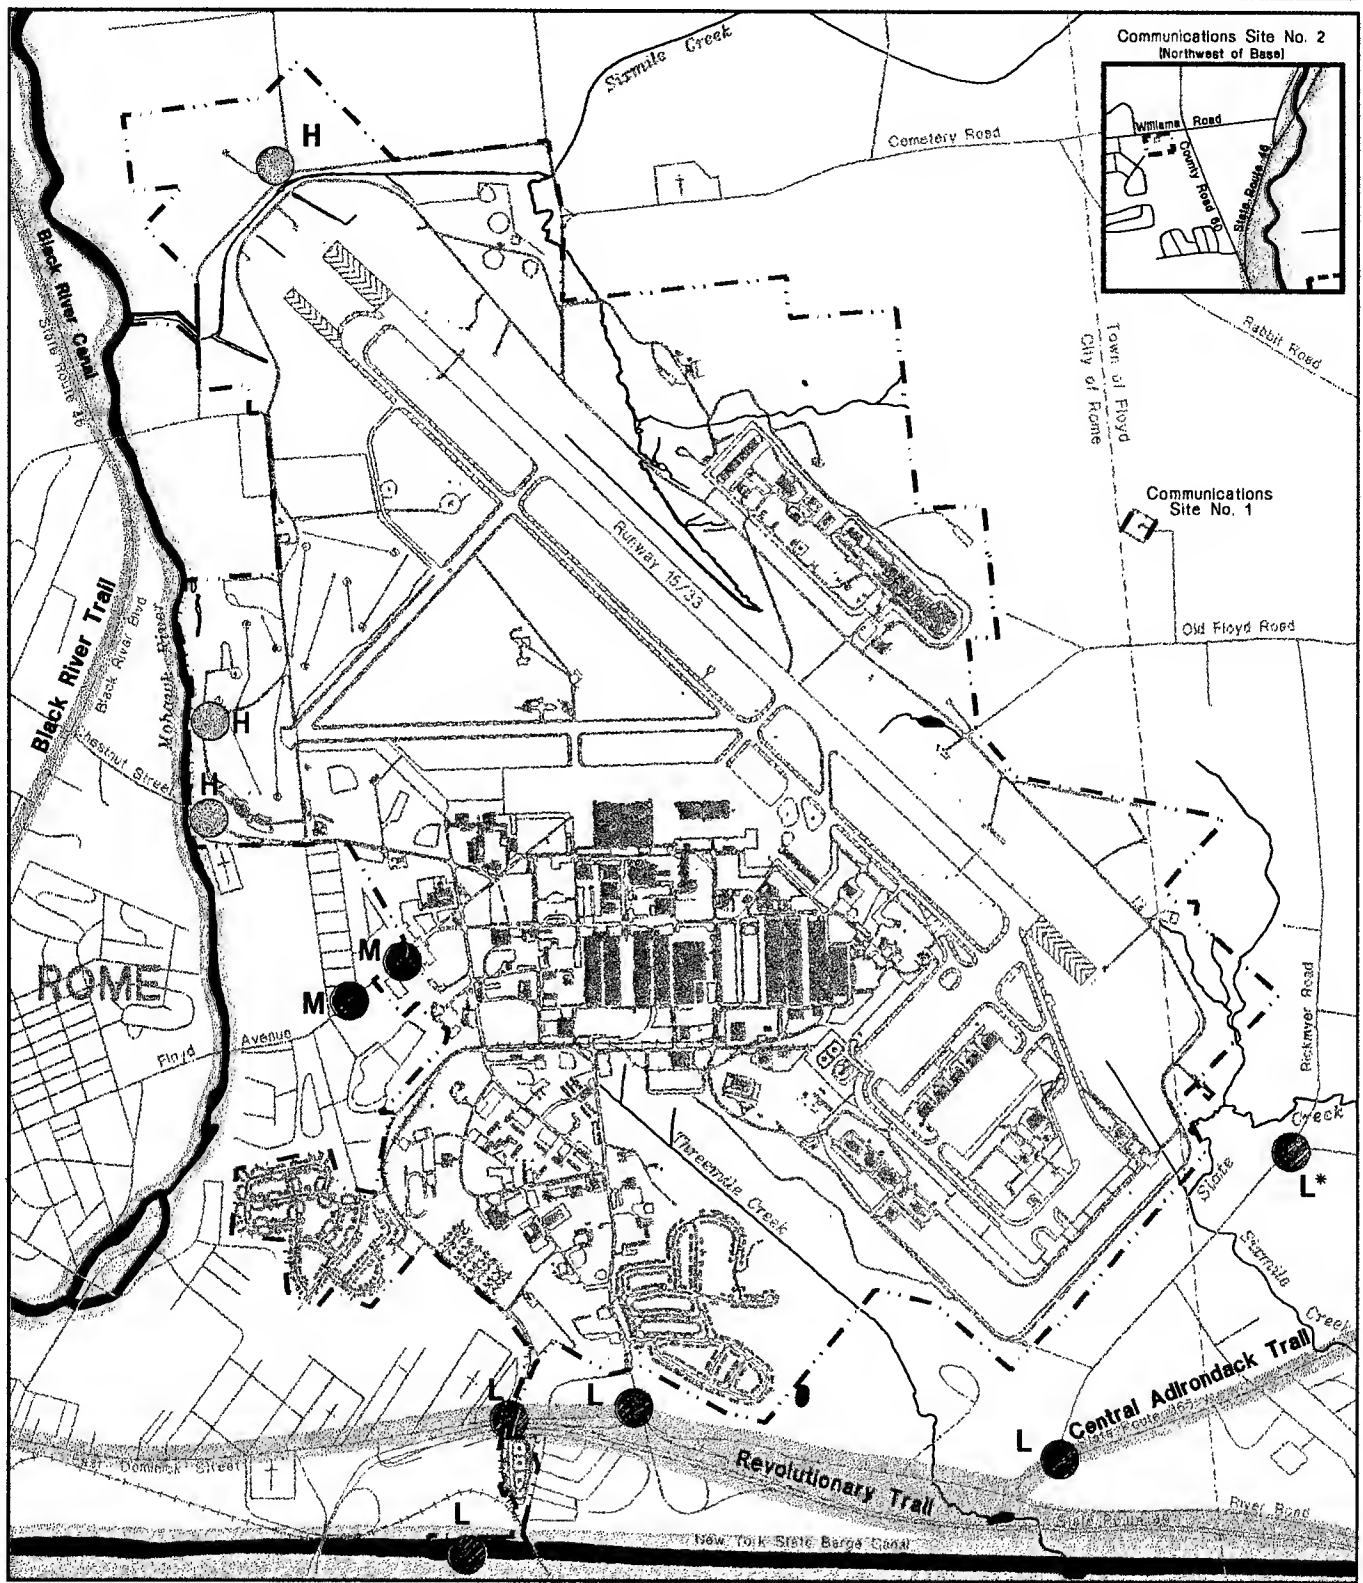 Communications Site No. 2
(Northwest of Base)
Williams Road
County Road 60
State Route 46
Sixmile Creek
Cemetery Road
H
Black River Canal
State Route 46
Rabbit Road
Town of Floyd
City of Rome
L
Communications
Site No. 1
Runway 15/33
Old Floyd Road
Black River Trail
Black River Blvd
Mohawk River
Chestnut Street
H
H
M
M
ROME
Floyd Avenue
Rickmyer Road
Threemile Creek
Creek
Slate
L*
Sixmile
Creek
L
L
L
Central Adirondack Trail
State Route 365
East Dominick Street
Revolutionary Trail
River Road
State Route 49
L
New York State Barge Canal